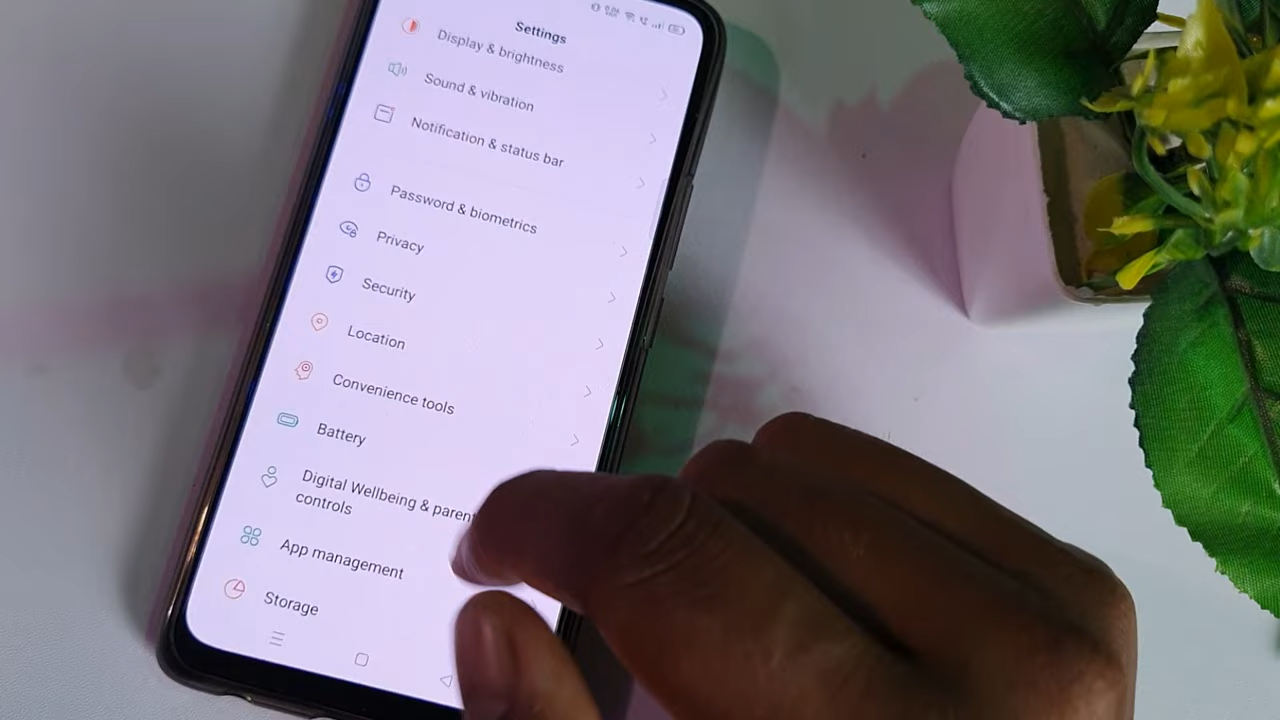 Settings
Display & brightness
Sound & vibration
Notification & status bar
Password & biometrics
Privacy
Security
Location
Convenience tools
Battery
Digital Wellbeing & paren
controls
App management
Storage